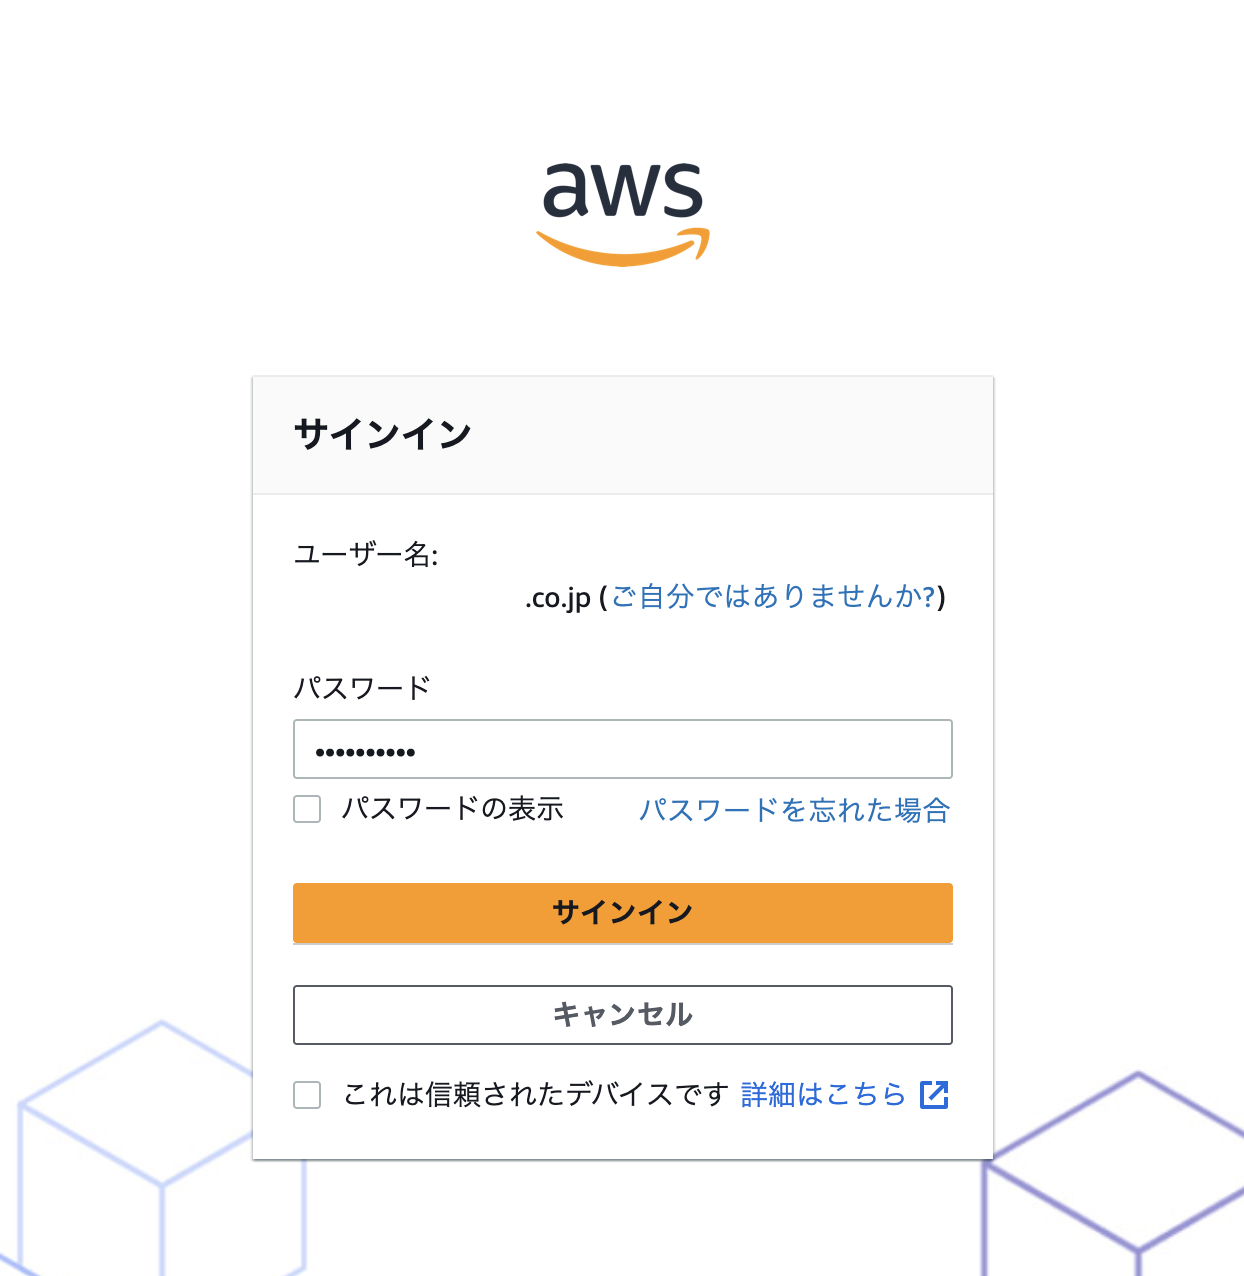 aws
サインイン
ユーザー名:
.co.jp (ご自分ではありませんか?)
パスワード
••••••••••
パスワードの表示 パスワードを忘れた場合
サインイン
キャンセル
これは信頼されたデバイスです 詳細はこちら